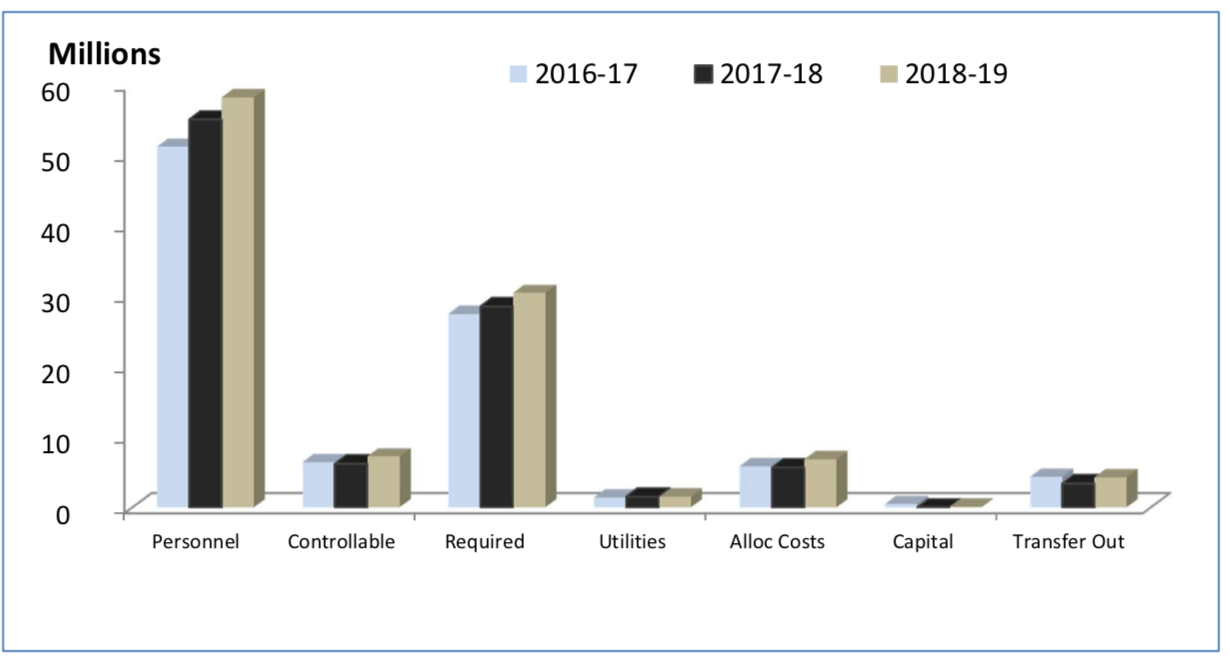 Millions
2016-17 2017-18 2018-19
60
50
40
30
20
10
0
Personnel Controllable Required Utilities Alloc Costs Capital Transfer Out